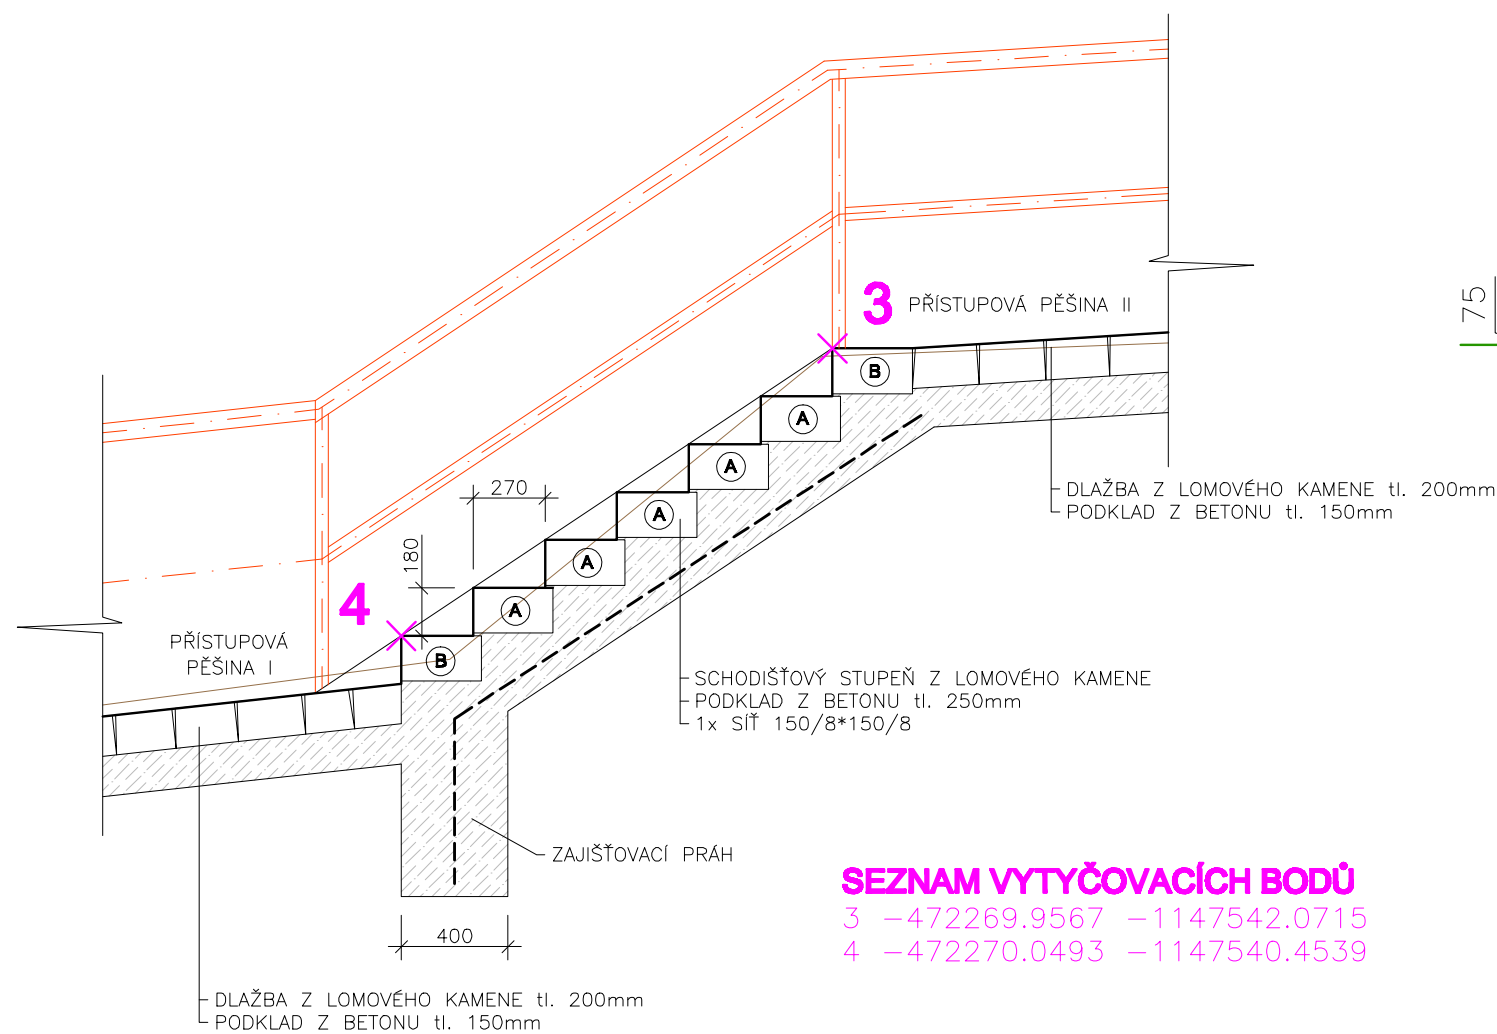 75
3 PŘÍSTUPOVÁ PĚŠINA II
B
A
A
DLAŽBA Z LOMOVÉHO KAMENE tl. 200mm
PODKLAD Z BETONU tl. 150mm
270
A
180
A
4
A
PŘÍSTUPOVÁ
PĚŠINA I
B
SCHODIŠŤOVÝ STUPEŇ Z LOMOVÉHO KAMENE
PODKLAD Z BETONU tl. 250mm
1x SÍŤ 150/8*150/8
ZAJIŠŤOVACÍ PRÁH
SEZNAM VYTYČOVACÍCH BODŮ
3 −472269.9567 −1147542.0715
4 −472270.0493 −1147540.4539
400
DLAŽBA Z LOMOVÉHO KAMENE tl. 200mm
PODKLAD Z BETONU tl. 150mm